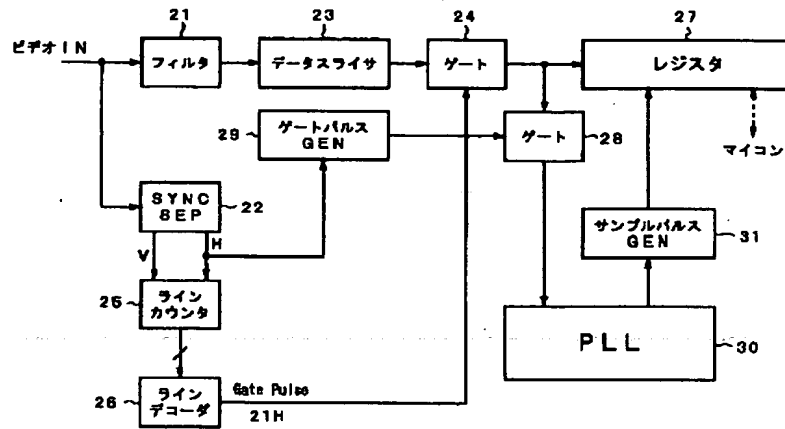 21
23
24
27
ビデオIN
フィルタ
データスライサ
ゲート
レジスタ
29
ゲートパルス
GEN
ゲート
28
マイコン
SYNC
SEP
22
サンプルパルス
GEN
31
V
H
25
ライン
カウンタ
PLL
30
26
ライン
デコーダ
Gate Pulse
21H